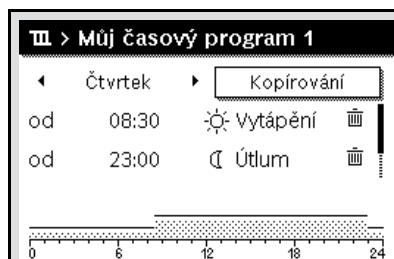 > Můj časový program 1
Čtvrtek Kopírování
od 08:30 Vytápění
od 23:00 Útlum
0 6 12 18 24